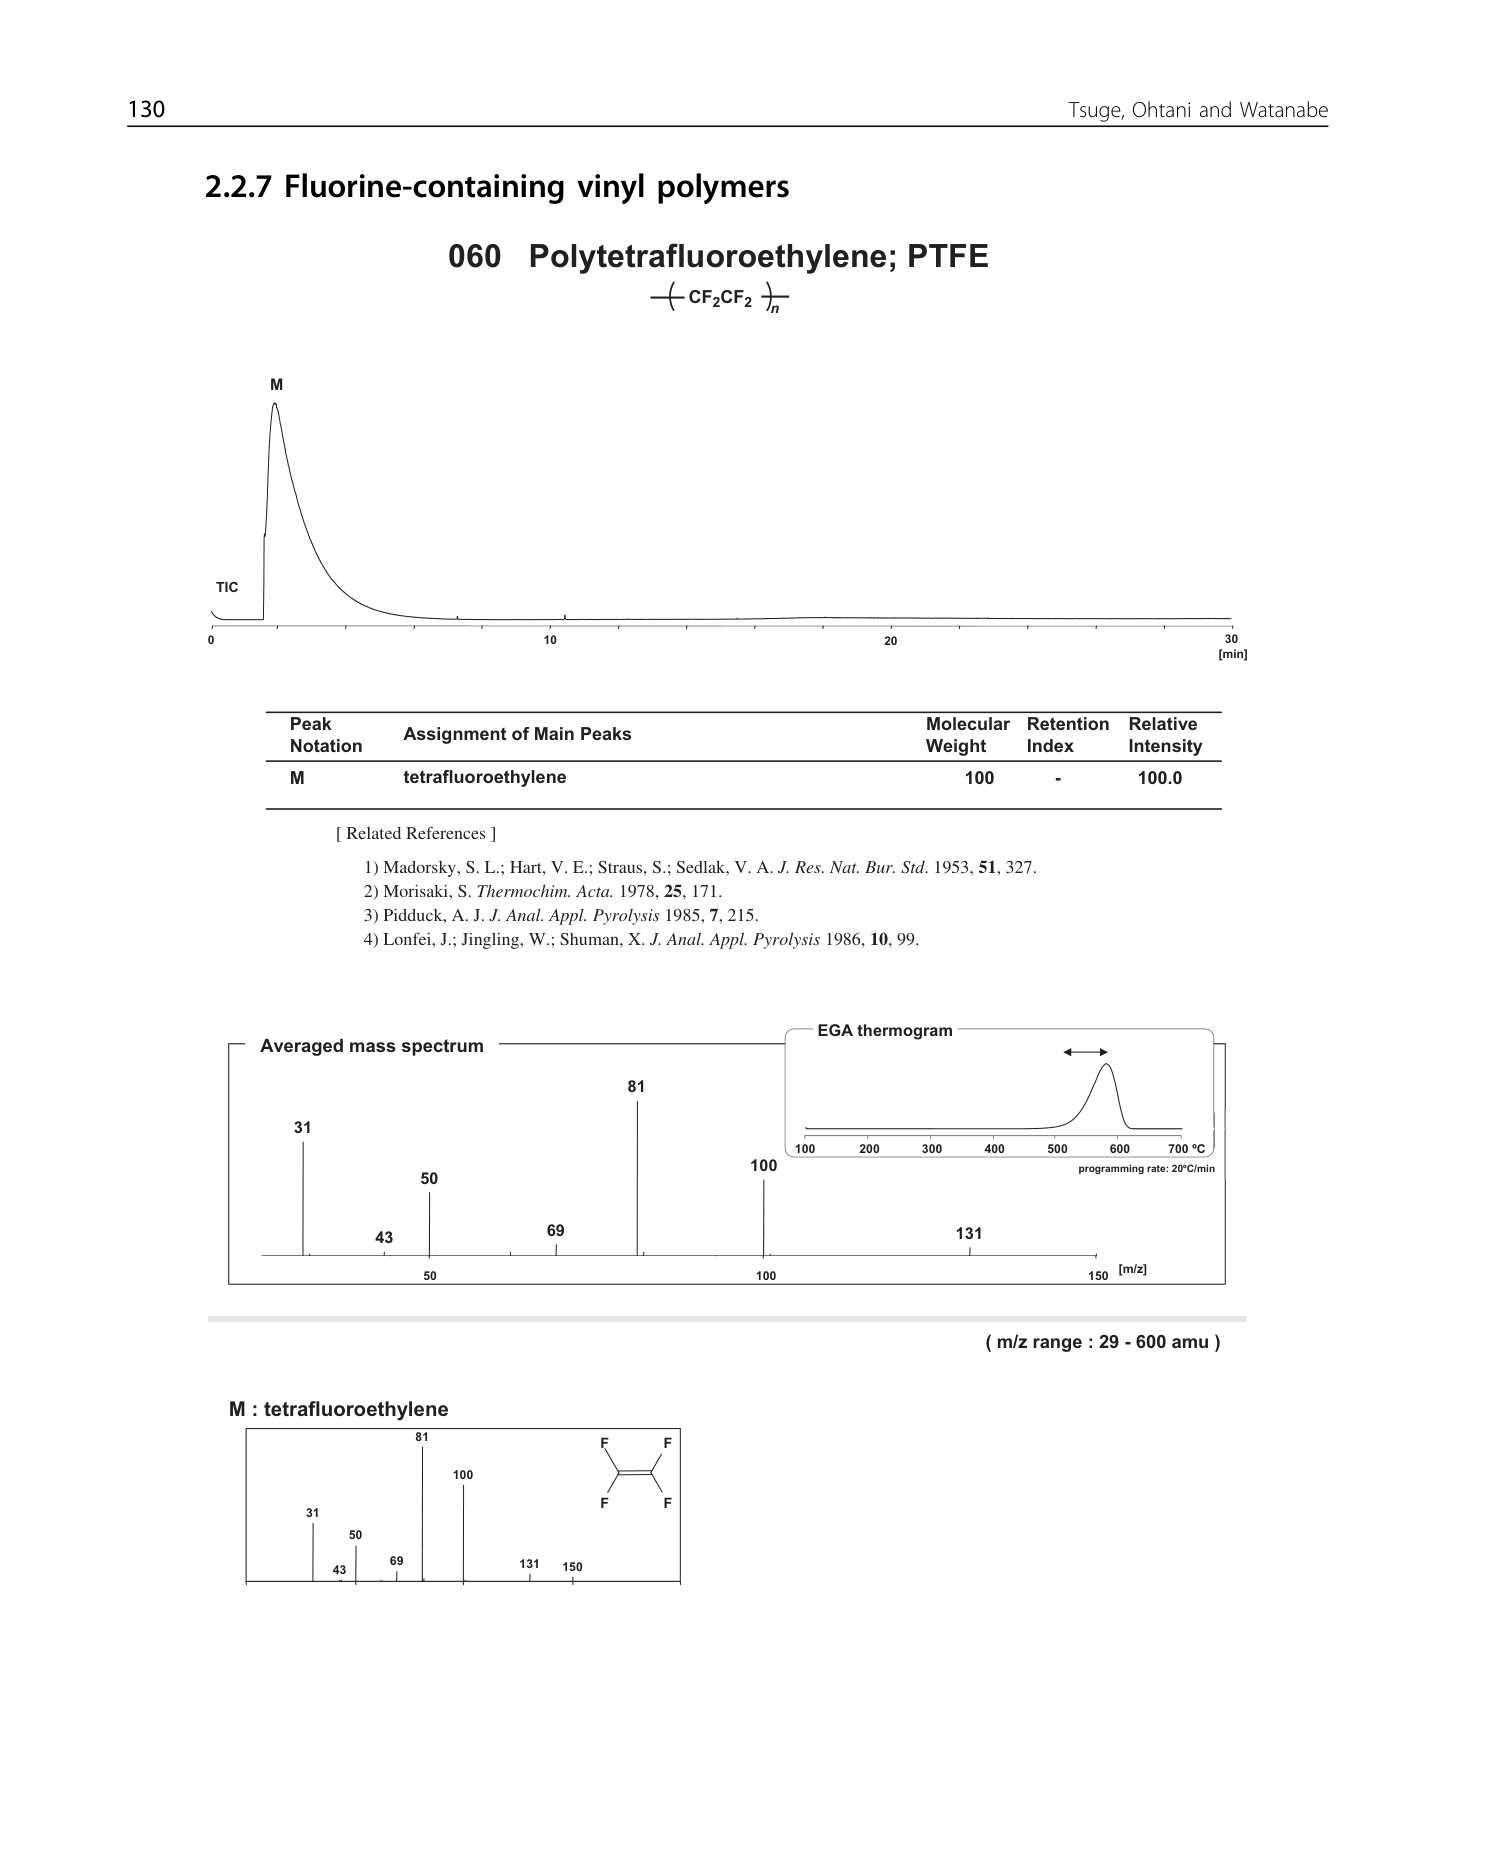 130 Tsuge, Ohtani and Watanabe
2.2.7 Fluorine-containing vinyl polymers
060 Polytetrafluoroethylene; PTFE
( CF2CF2 )n
M
TIC
0 10 20 30
[min]
Peak Notation Assignment of Main Peaks Molecular Weight Retention Index Relative Intensity
M tetrafluoroethylene 100 - 100.0
[ Related References ]
1) Madorsky, S. L.; Hart, V. E.; Straus, S.; Sedlak, V. A. J. Res. Nat. Bur. Std. 1953, 51, 327.
2) Morisaki, S. Thermochim. Acta. 1978, 25, 171.
3) Pidduck, A. J. J. Anal. Appl. Pyrolysis 1985, 7, 215.
4) Lonfei, J.; Jingling, W.; Shuman, X. J. Anal. Appl. Pyrolysis 1986, 10, 99.
EGA thermogram
Averaged mass spectrum
81
31
100 200 300 400 500 600 700 ºC
100
programming rate: 20ºC/min
50
69
131
43
50 100 150 [m/z]
( m/z range : 29 - 600 amu )
M : tetrafluoroethylene
81
F F
100
F F
31
50
69
131 150
43